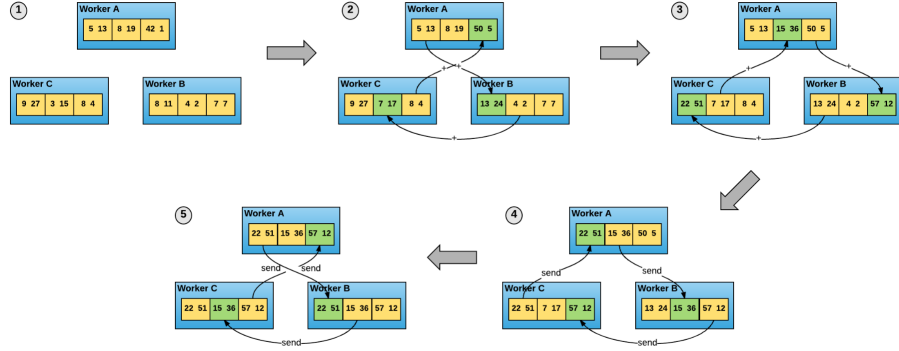 1
Worker A
5 13 8 19 42 1
Worker C
9 27 3 15 8 4
Worker B
8 11 4 2 7 7
2
Worker A
5 13 8 19 50 5
+ +
Worker C
9 27 7 17 8 4
Worker B
13 24 4 2 7 7
+
3
Worker A
5 13 15 36 50 5
+ +
Worker C
22 51 7 17 8 4
Worker B
13 24 4 2 57 12
+
5
Worker A
22 51 15 36 57 12
send send
Worker C
22 51 15 36 57 12
Worker B
22 51 15 36 57 12
send
4
Worker A
22 51 15 36 50 5
send send
Worker C
22 51 7 17 57 12
Worker B
13 24 15 36 57 12
send